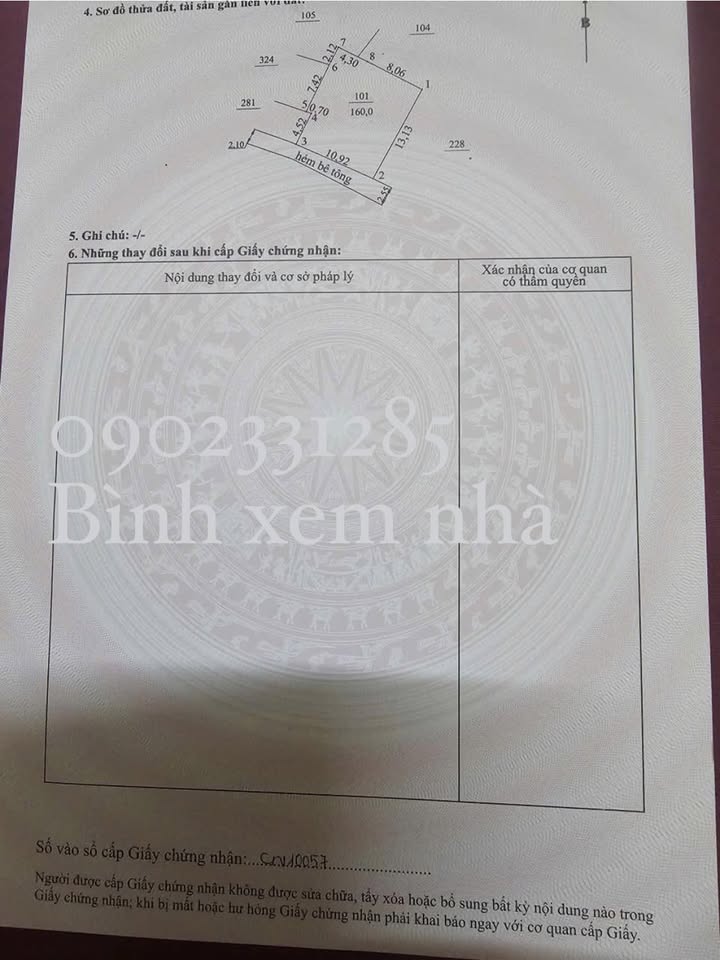 4. Sơ đồ thửa đất, tài sản gắn liền với đất:
105
104
B
7
8
2,12
4,30
8,06
324
6
1
7,42
101
160,0
281
5
0,70
4
4,52
13,13
3
10,92
228
2,10
hẻm bê tông
2
2,55
5. Ghi chú: -/-
6. Những thay đổi sau khi cấp Giấy chứng nhận:
Nội dung thay đổi và cơ sở pháp lý
Xác nhận của cơ quan
có thẩm quyền
0902331285
Bình xem nhà
Số vào sổ cấp Giấy chứng nhận:
Người được cấp Giấy chứng nhận không được sửa chữa, tẩy xóa hoặc bổ sung bất kỳ nội dung nào trong
Giấy chứng nhận; khi bị mất hoặc hư hỏng Giấy chứng nhận phải khai báo ngay với cơ quan cấp Giấy.